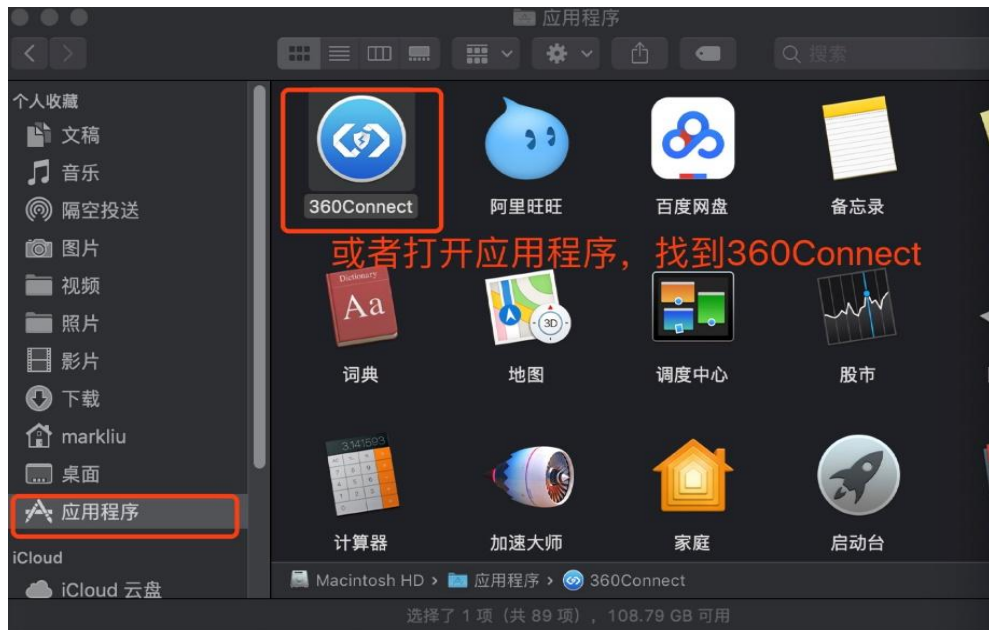 应用程序
搜索
个人收藏
文稿
音乐
隔空投送
图片
视频
照片
影片
下载
markliu
桌面
应用程序
iCloud
iCloud 云盘
360Connect
阿里旺旺
百度网盘
备忘录
或者打开应用程序，找到360Connect
Dictionary
Aa
3D
词典
地图
调度中心
股市
3.141593
计算器
加速大师
家庭
启动台
Macintosh HD › 应用程序 › 360Connect
选择了 1 项（共 89 项），108.79 GB 可用